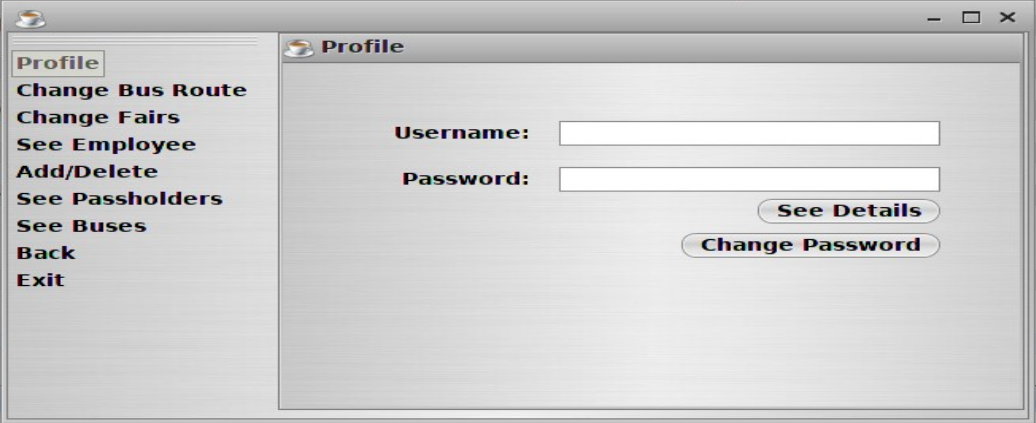 Profile
Change Bus Route
Change Fairs
See Employee
Add/Delete
See Passholders
See Buses
Back
Exit
Profile
Username:
Password:
See Details
Change Password